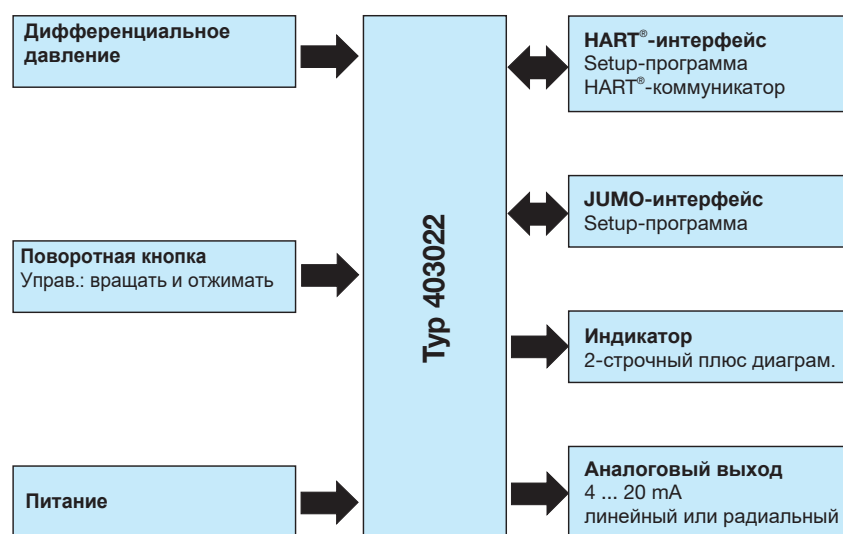 Дифференциальное
давление
Поворотная кнопка
Управ.: вращать и отжимать
Питание
Typ 403022
HART®-интерфейс
Setup-программа
HART®-коммуникатор
JUMO-интерфейс
Setup-программа
Индикатор
2-строчный плюс диаграм.
Аналоговый выход
4 ... 20 mA
линейный или радиальный